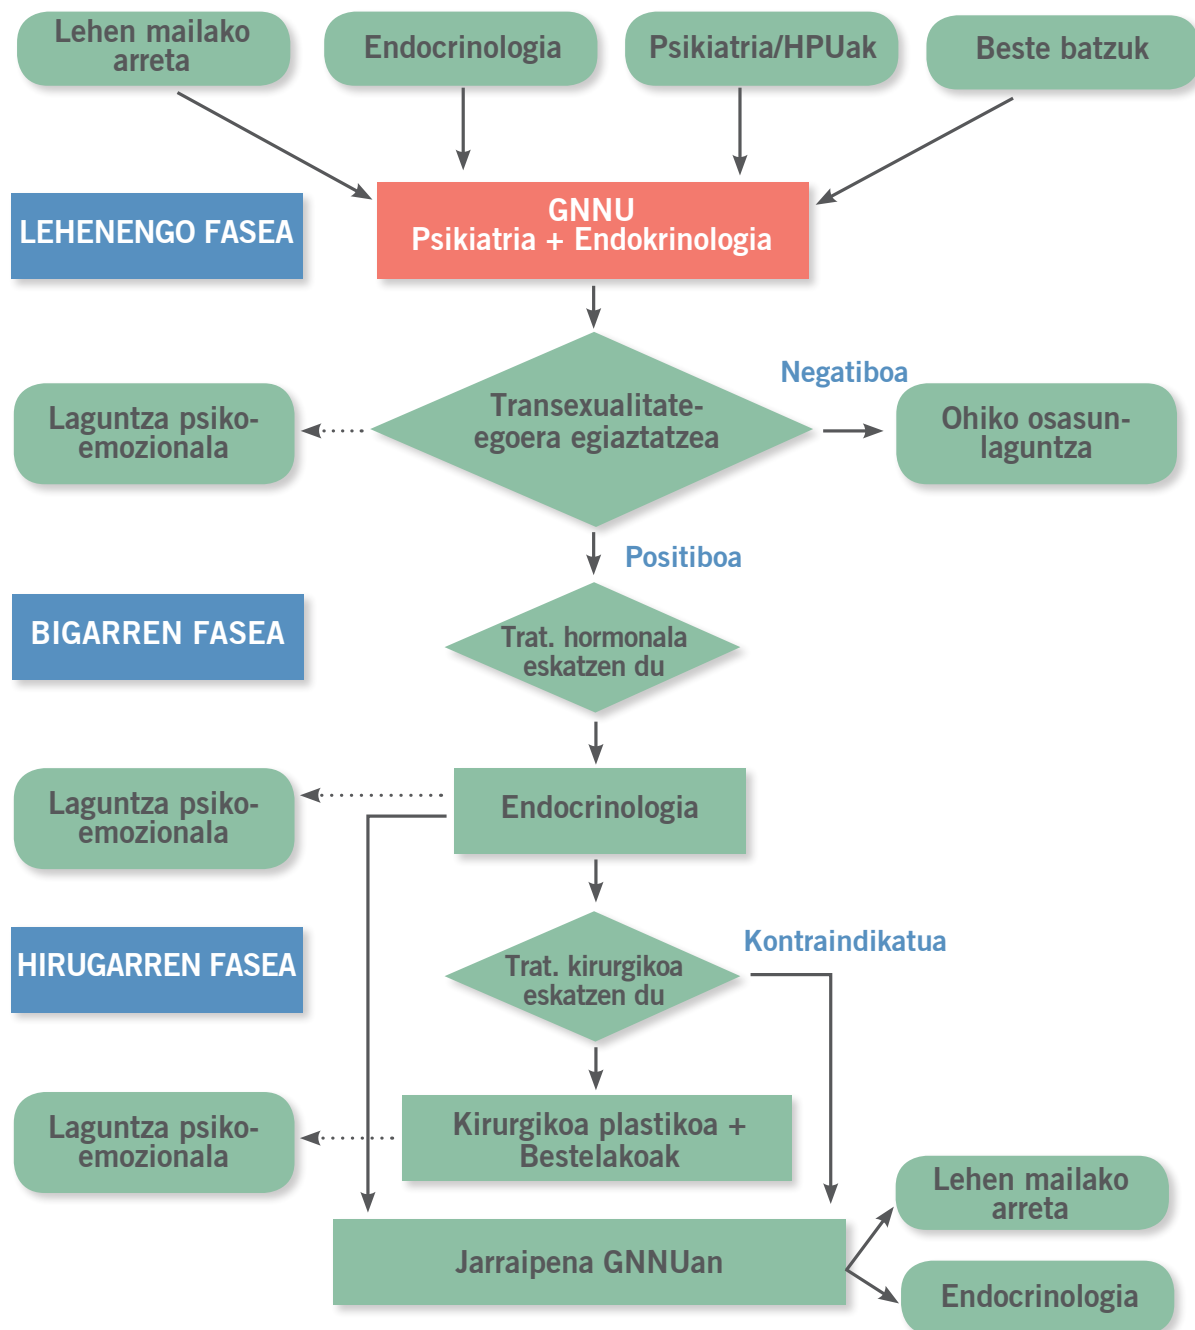 Lehen mailako
arreta
Endocrinologia
Psikiatria/HPUak
Beste batzuk
LEHENENGO FASEA
GNNU
Psikiatria + Endokrinologia
Negatiboa
Laguntza psiko-
emozionala
Transexualitate-
egoera egiaztatzea
Ohiko osasun-
laguntza
Positiboa
BIGARREN FASEA
Trat. hormonala
eskatzen du
Laguntza psiko-
emozionala
Endocrinologia
HIRUGARREN FASEA
Kontraindikatua
Trat. kirurgikoa
eskatzen du
Laguntza psiko-
emozionala
Kirurgikoa plastikoa +
Bestelakoak
Lehen mailako
arreta
Jarraipena GNNUan
Endocrinologia